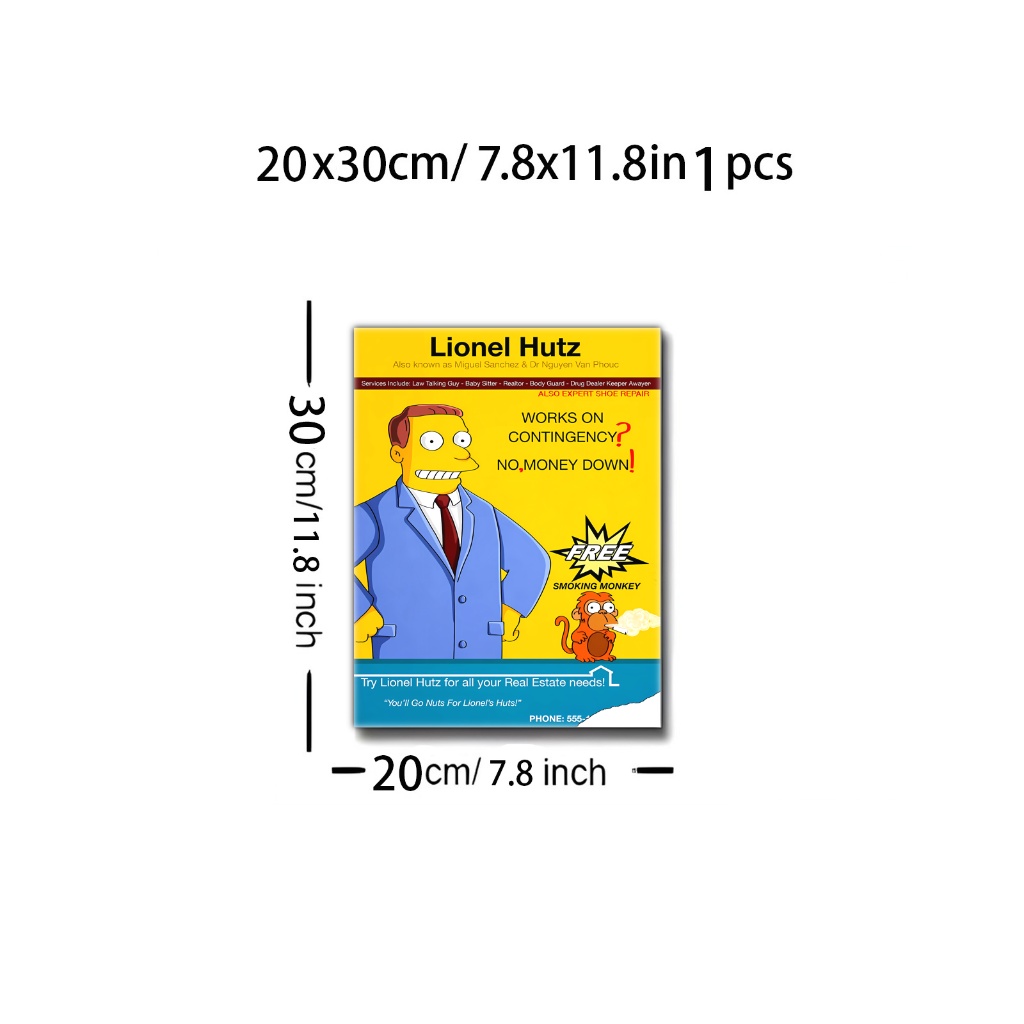 20x30cm/ 7.8x11.8in 1 pcs
30cm/11.8 inch
Lionel Hutz
Also known as Miguel Sanchez & Dr Nguyen Van Phouc
Services Include: Law Talking Guy - Baby Sitter - Realtor - Body Guard - Drug Dealer Keeper Awayer
ALSO EXPERT SHOE REPAIR
WORKS ON
CONTINGENCY?
NO, MONEY DOWN!
FREE
SMOKING MONKEY
Try Lionel Hutz for all your Real Estate needs!
"You'll Go Nuts For Lionel's Huts!"
PHONE: 555-
20cm/ 7.8 inch